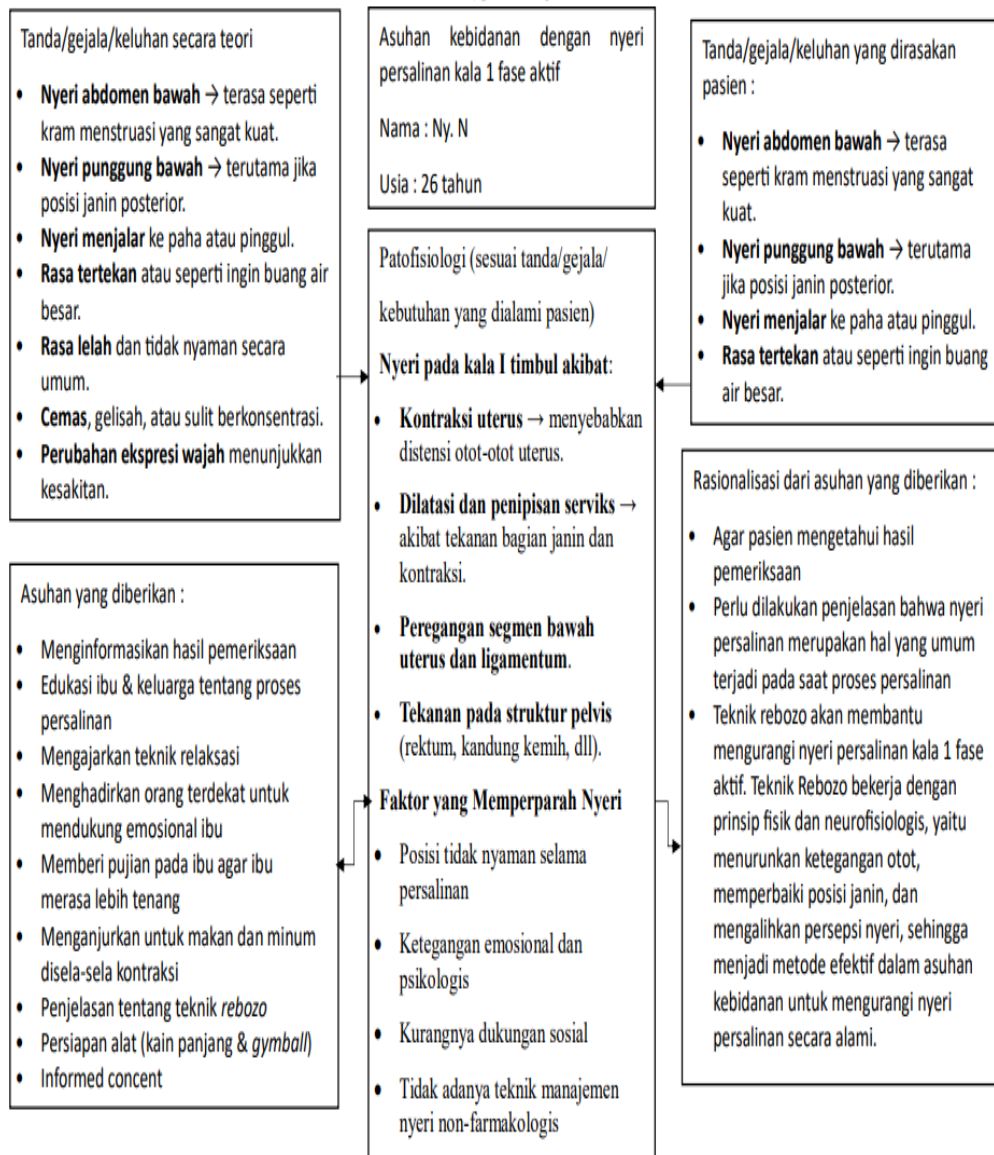 Tanda/gejala/keluhan secara teori
• Nyeri abdomen bawah → terasa seperti
kram menstruasi yang sangat kuat.
• Nyeri punggung bawah → terutama jika
posisi janin posterior.
• Nyeri menjalar ke paha atau pinggul.
• Rasa tertekan atau seperti ingin buang air
besar.
• Rasa lelah dan tidak nyaman secara
umum.
• Cemas, gelisah, atau sulit berkonsentrasi.
• Perubahan ekspresi wajah menunjukkan
kesakitan.
Asuhan kebidanan dengan nyeri
persalinan kala 1 fase aktif
Nama : Ny. N
Usia : 26 tahun
Tanda/gejala/keluhan yang dirasakan
pasien :
• Nyeri abdomen bawah → terasa
seperti kram menstruasi yang sangat
kuat.
• Nyeri punggung bawah → terutama
jika posisi janin posterior.
• Nyeri menjalar ke paha atau pinggul.
• Rasa tertekan atau seperti ingin buang
air besar.
Patofisiologi (sesuai tanda/gejala/
kebutuhan yang dialami pasien)
Nyeri pada kala I timbul akibat:
• Kontraksi uterus → menyebabkan
distensi otot-otot uterus.
• Dilatasi dan penipisan serviks →
akibat tekanan bagian janin dan
kontraksi.
• Peregangan segmen bawah
uterus dan ligamentum.
• Tekanan pada struktur pelvis
(rektum, kandung kemih, dll).
Faktor yang Memperparah Nyeri
• Posisi tidak nyaman selama
persalinan
• Ketegangan emosional dan
psikologis
• Kurangnya dukungan sosial
• Tidak adanya teknik manajemen
nyeri non-farmakologis
Asuhan yang diberikan :
• Menginformasikan hasil pemeriksaan
• Edukasi ibu & keluarga tentang proses
persalinan
• Mengajarkan teknik relaksasi
• Menghadirkan orang terdekat untuk
mendukung emosional ibu
• Memberi pujian pada ibu agar ibu
merasa lebih tenang
• Menganjurkan untuk makan dan minum
disela-sela kontraksi
• Penjelasan tentang teknik rebozo
• Persiapan alat (kain panjang & gymball)
• Informed concent
Rasionalisasi dari asuhan yang diberikan :
• Agar pasien mengetahui hasil
pemeriksaan
• Perlu dilakukan penjelasan bahwa nyeri
persalinan merupakan hal yang umum
terjadi pada saat proses persalinan
• Teknik rebozo akan membantu
mengurangi nyeri persalinan kala 1 fase
aktif. Teknik Rebozo bekerja dengan
prinsip fisik dan neurofisiologis, yaitu
menurunkan ketegangan otot,
memperbaiki posisi janin, dan
mengalihkan persepsi nyeri, sehingga
menjadi metode efektif dalam asuhan
kebidanan untuk mengurangi nyeri
persalinan secara alami.